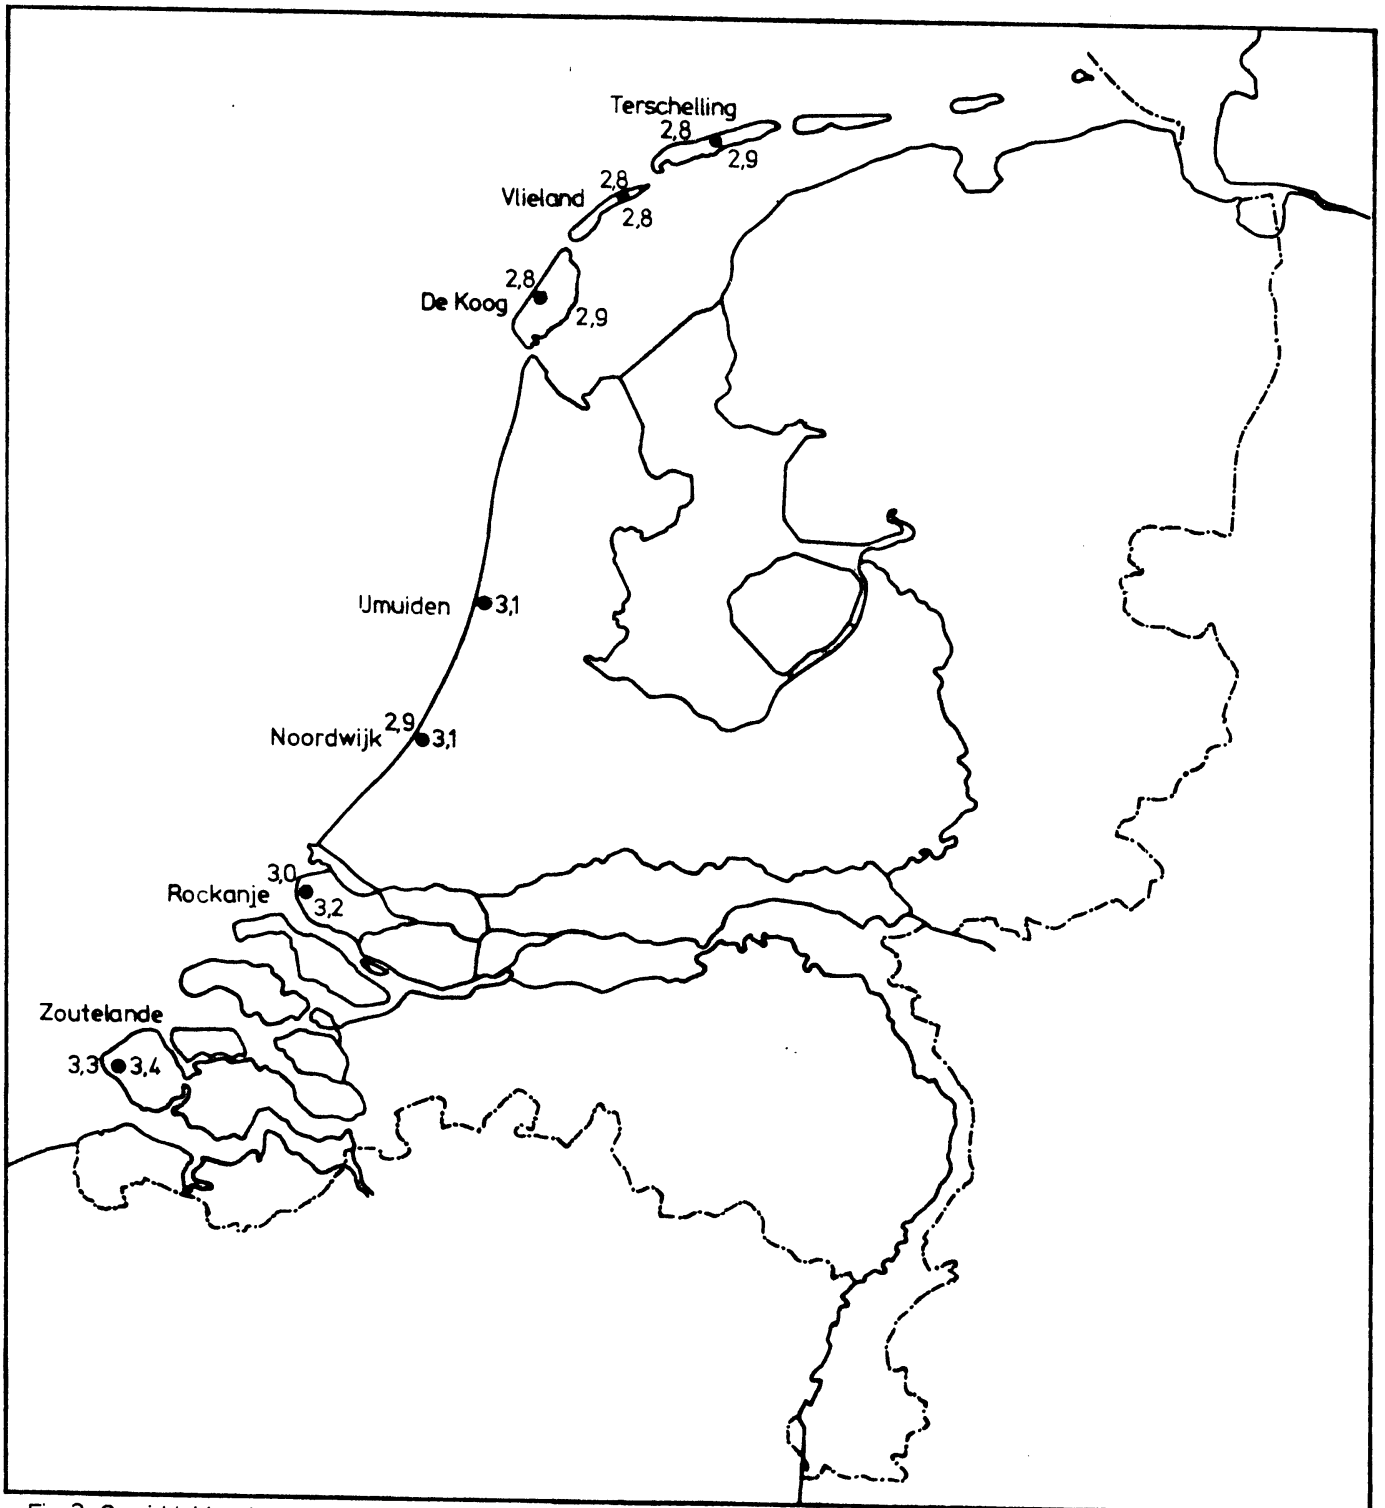 Terschelling
2,8
2,9
2,8
Vlieland
2,8
2,8
De Koog
2,9
IJmuiden 3,1
2,9
Noordwijk 3,1
3,0
Rockanje
3,2
Zoutelande
3,3 3,4